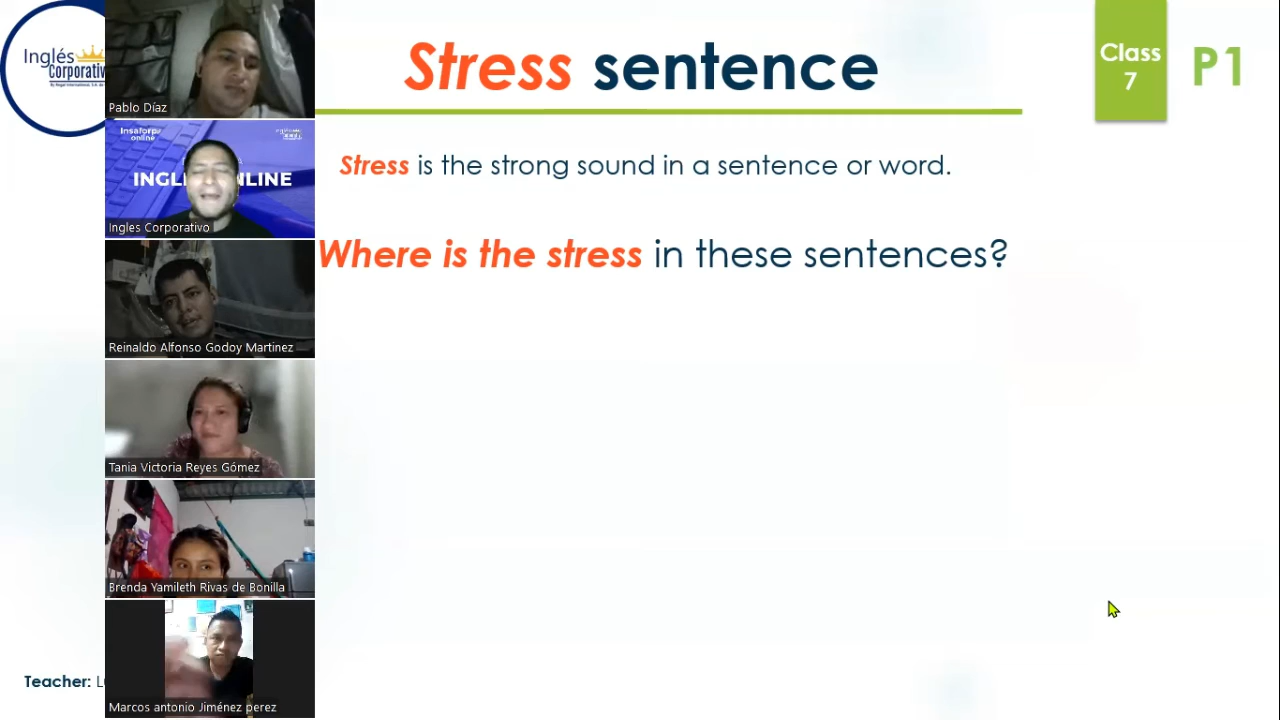 Inglés
Corporativ
Stress sentence
Class
7
P1
Stress is the strong sound in a sentence or word.
Where is the stress in these sentences?
Pablo Díaz
Insaforp
online
INGL NLINE
Ingles Corporativo
Reinaldo Alfonso Godoy Martinez
Tania Victoria Reyes Gómez
Brenda Yamileth Rivas de Bonilla
Marcos antonio Jiménez perez
Teacher: L